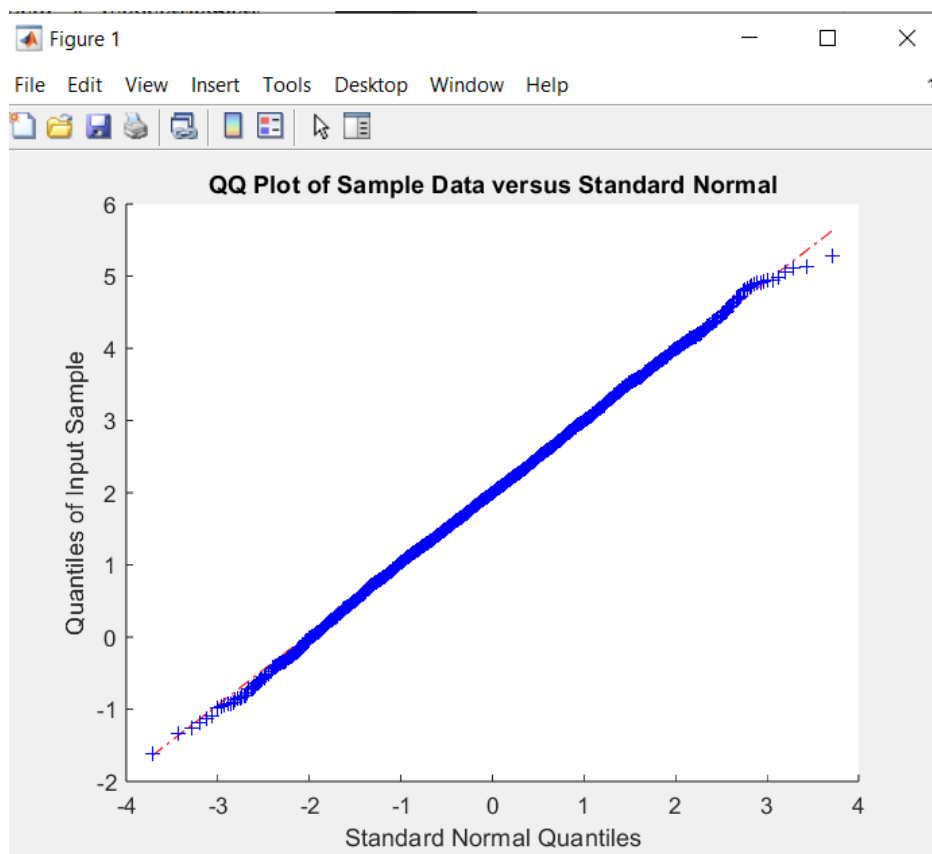 Figure 1
File Edit View Insert Tools Desktop Window Help
QQ Plot of Sample Data versus Standard Normal
6
5
4
3
2
1
0
-1
-2
Quantiles of Input Sample
-4 -3 -2 -1 0 1 2 3 4
Standard Normal Quantiles